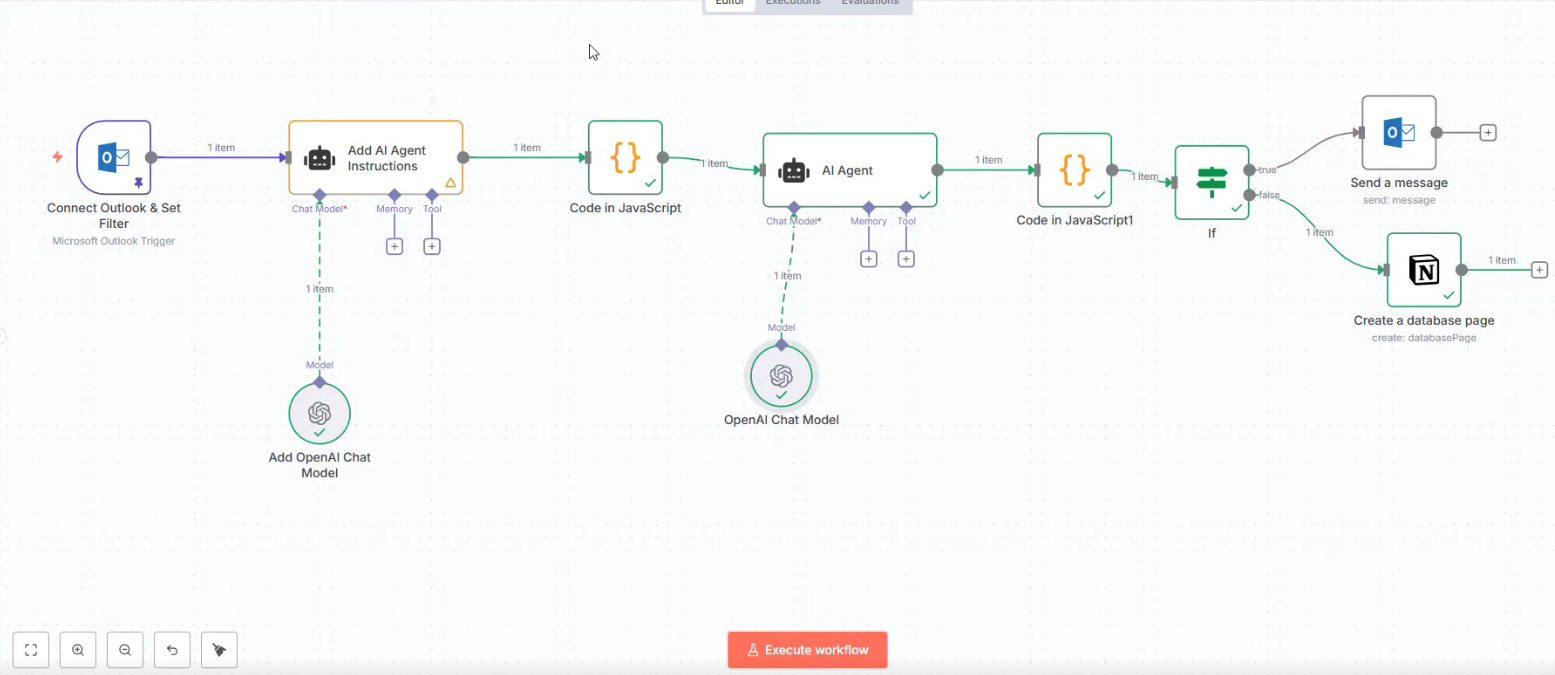 Editor Executions Evaluations
1 item
Add AI Agent
Instructions
Chat Model*
Memory
Tool
Connect Outlook & Set
Filter
Microsoft Outlook Trigger
1 item
Model
Add OpenAI Chat
Model
1 item
Code in JavaScript
1 item
AI Agent
Chat Model*
Memory
Tool
1 item
Model
OpenAI Chat Model
1 item
Code in JavaScript1
1 item
If
true
false
Send a message
send: message
1 item
N
Create a database page
create: databasePage
1 item
Execute workflow